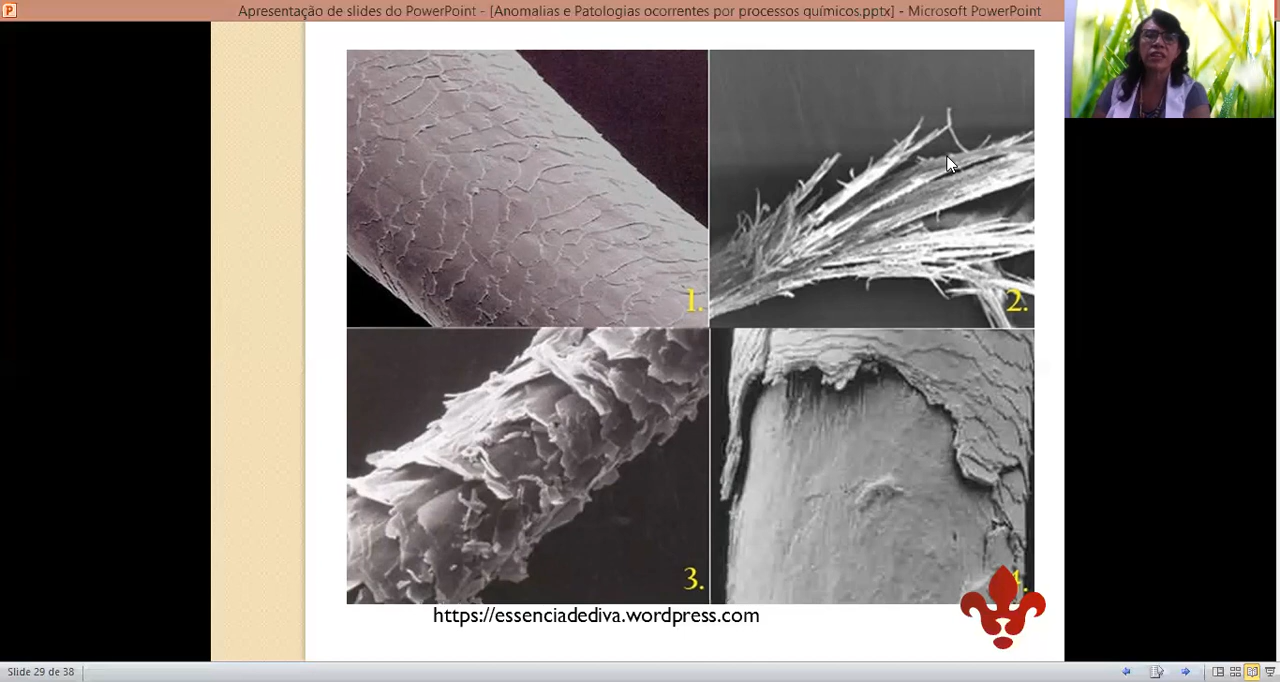 Apresentação de slides do PowerPoint - [Anomalias e Patologias ocorrentes por processos químicos.pptx] - Microsoft PowerPoint
1.
2.
3.
https://essenciadediva.wordpress.com
Slide 29 de 38